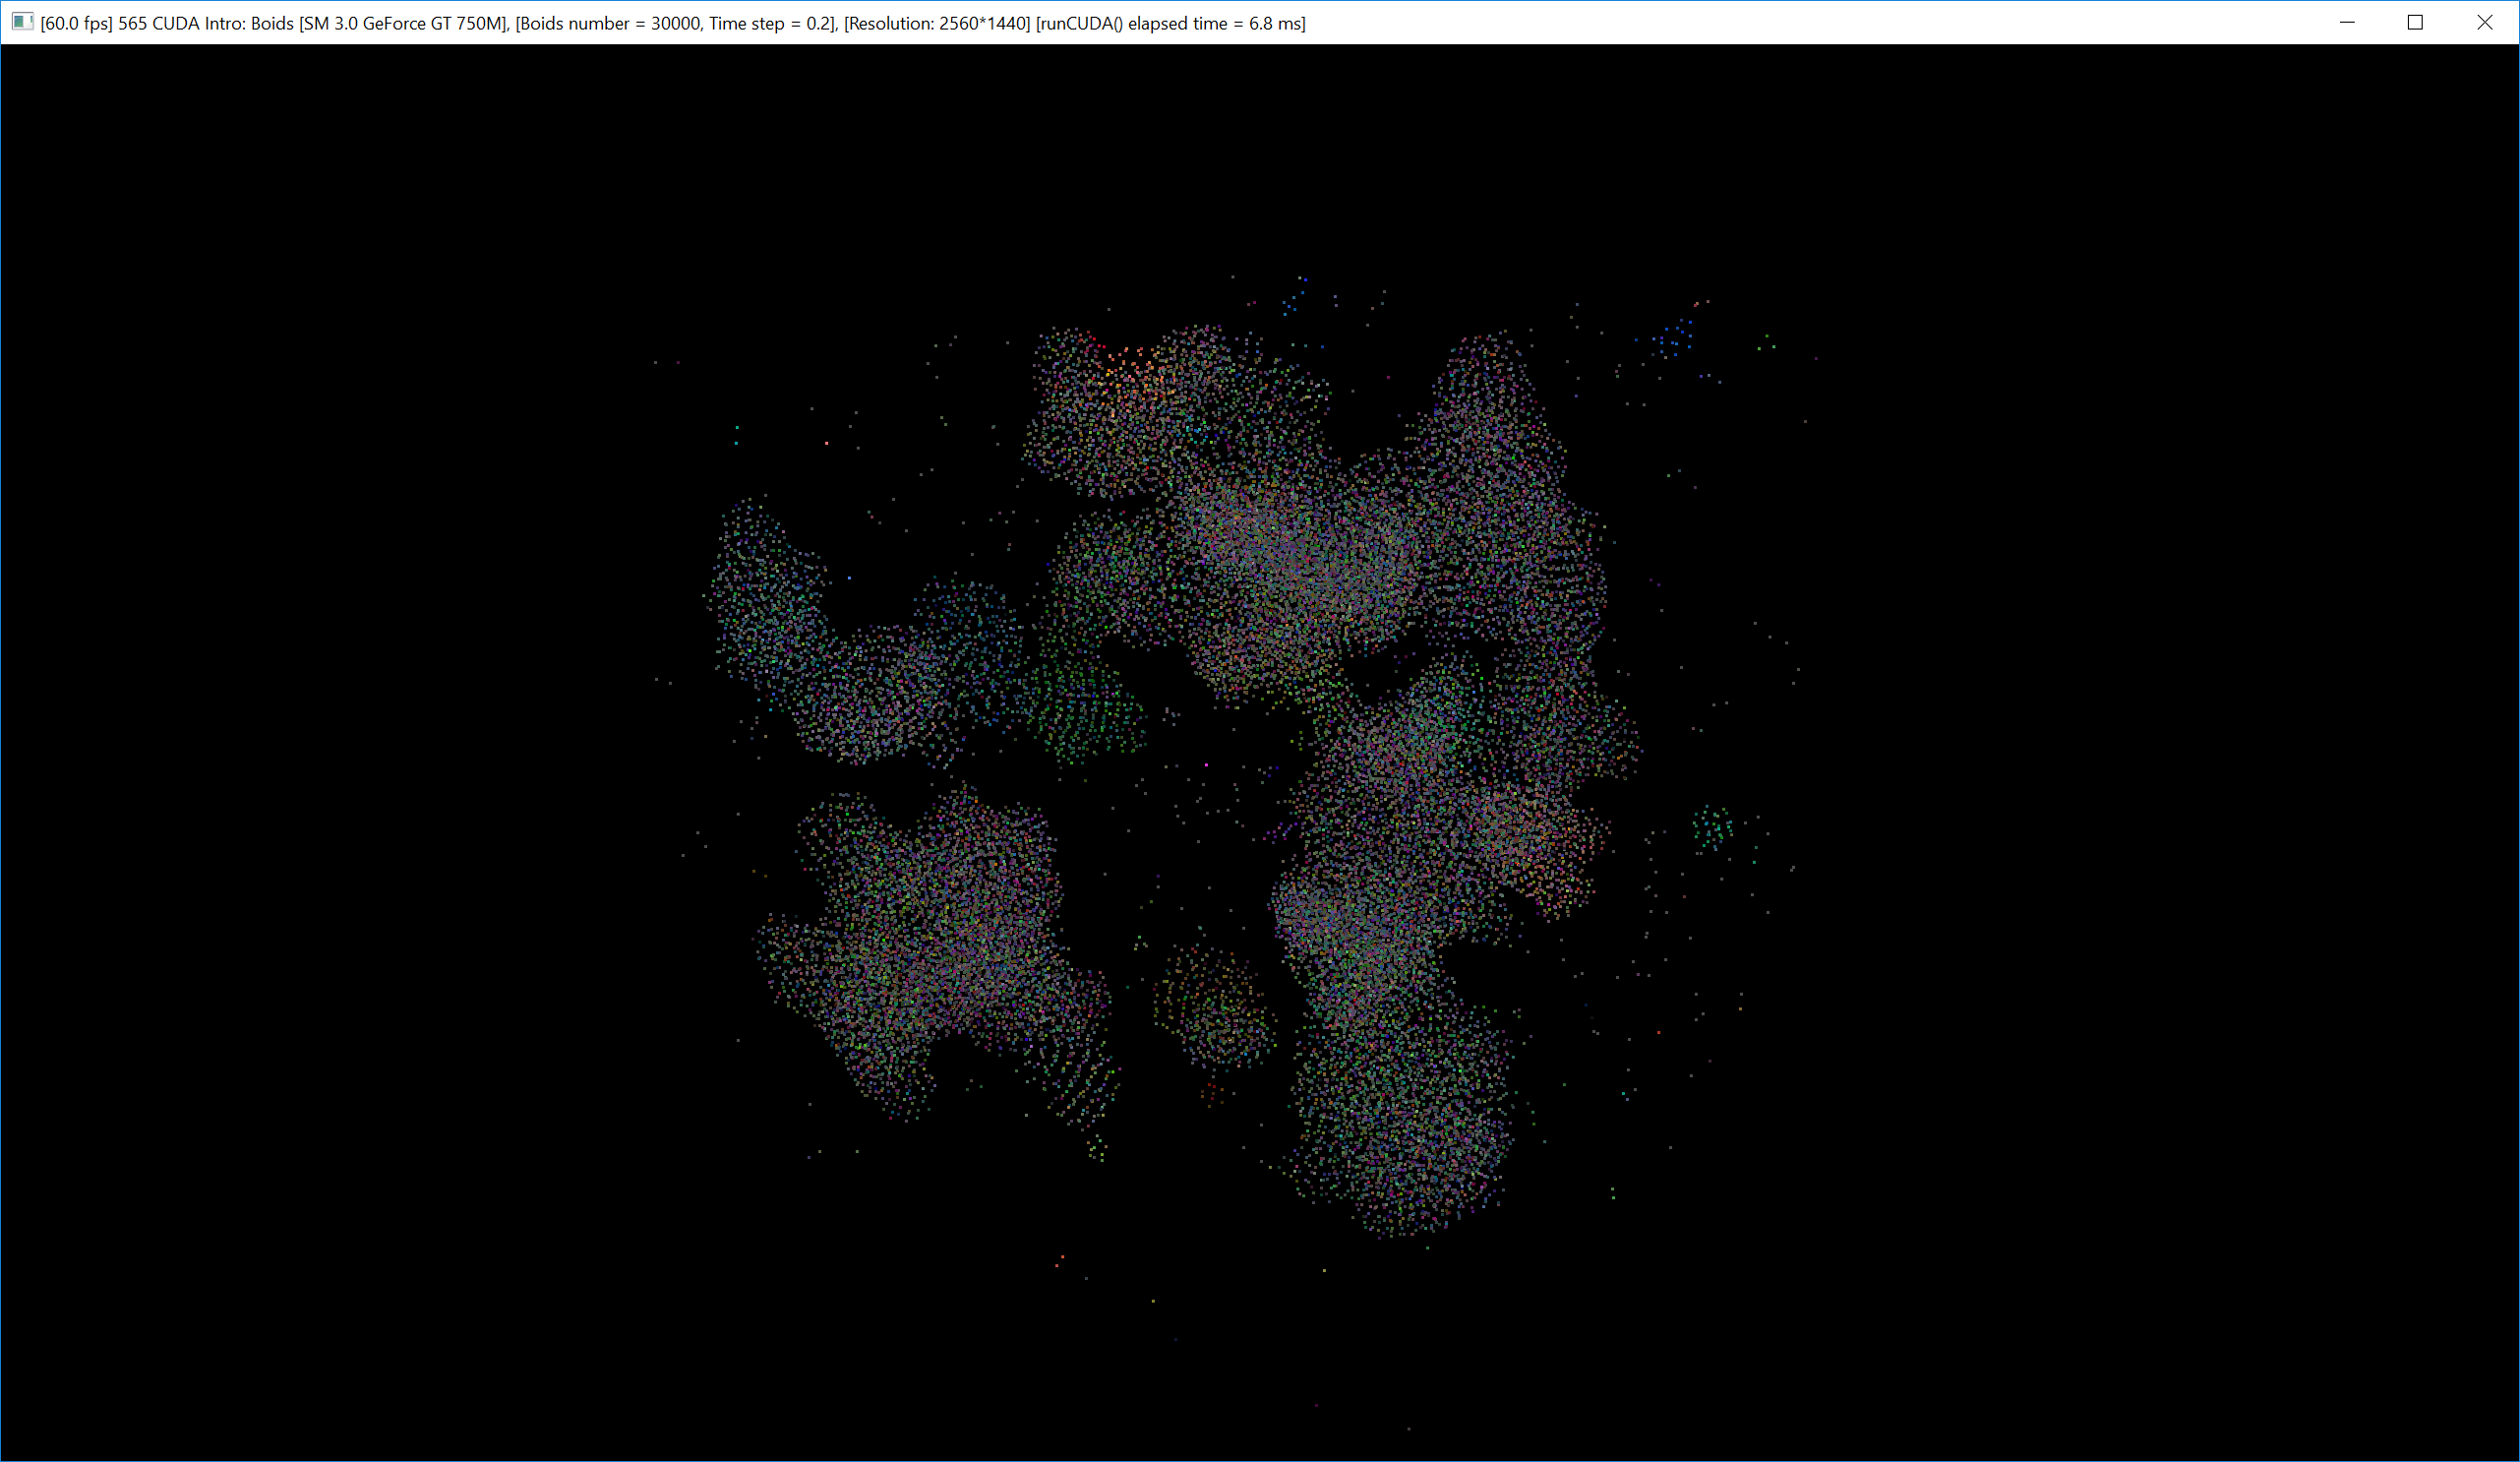 [60.0 fps] 565 CUDA Intro: Boids [SM 3.0 GeForce GT 750M], [Boids number = 30000, Time step = 0.2], [Resolution: 2560*1440] [runCUDA() elapsed time = 6.8 ms]